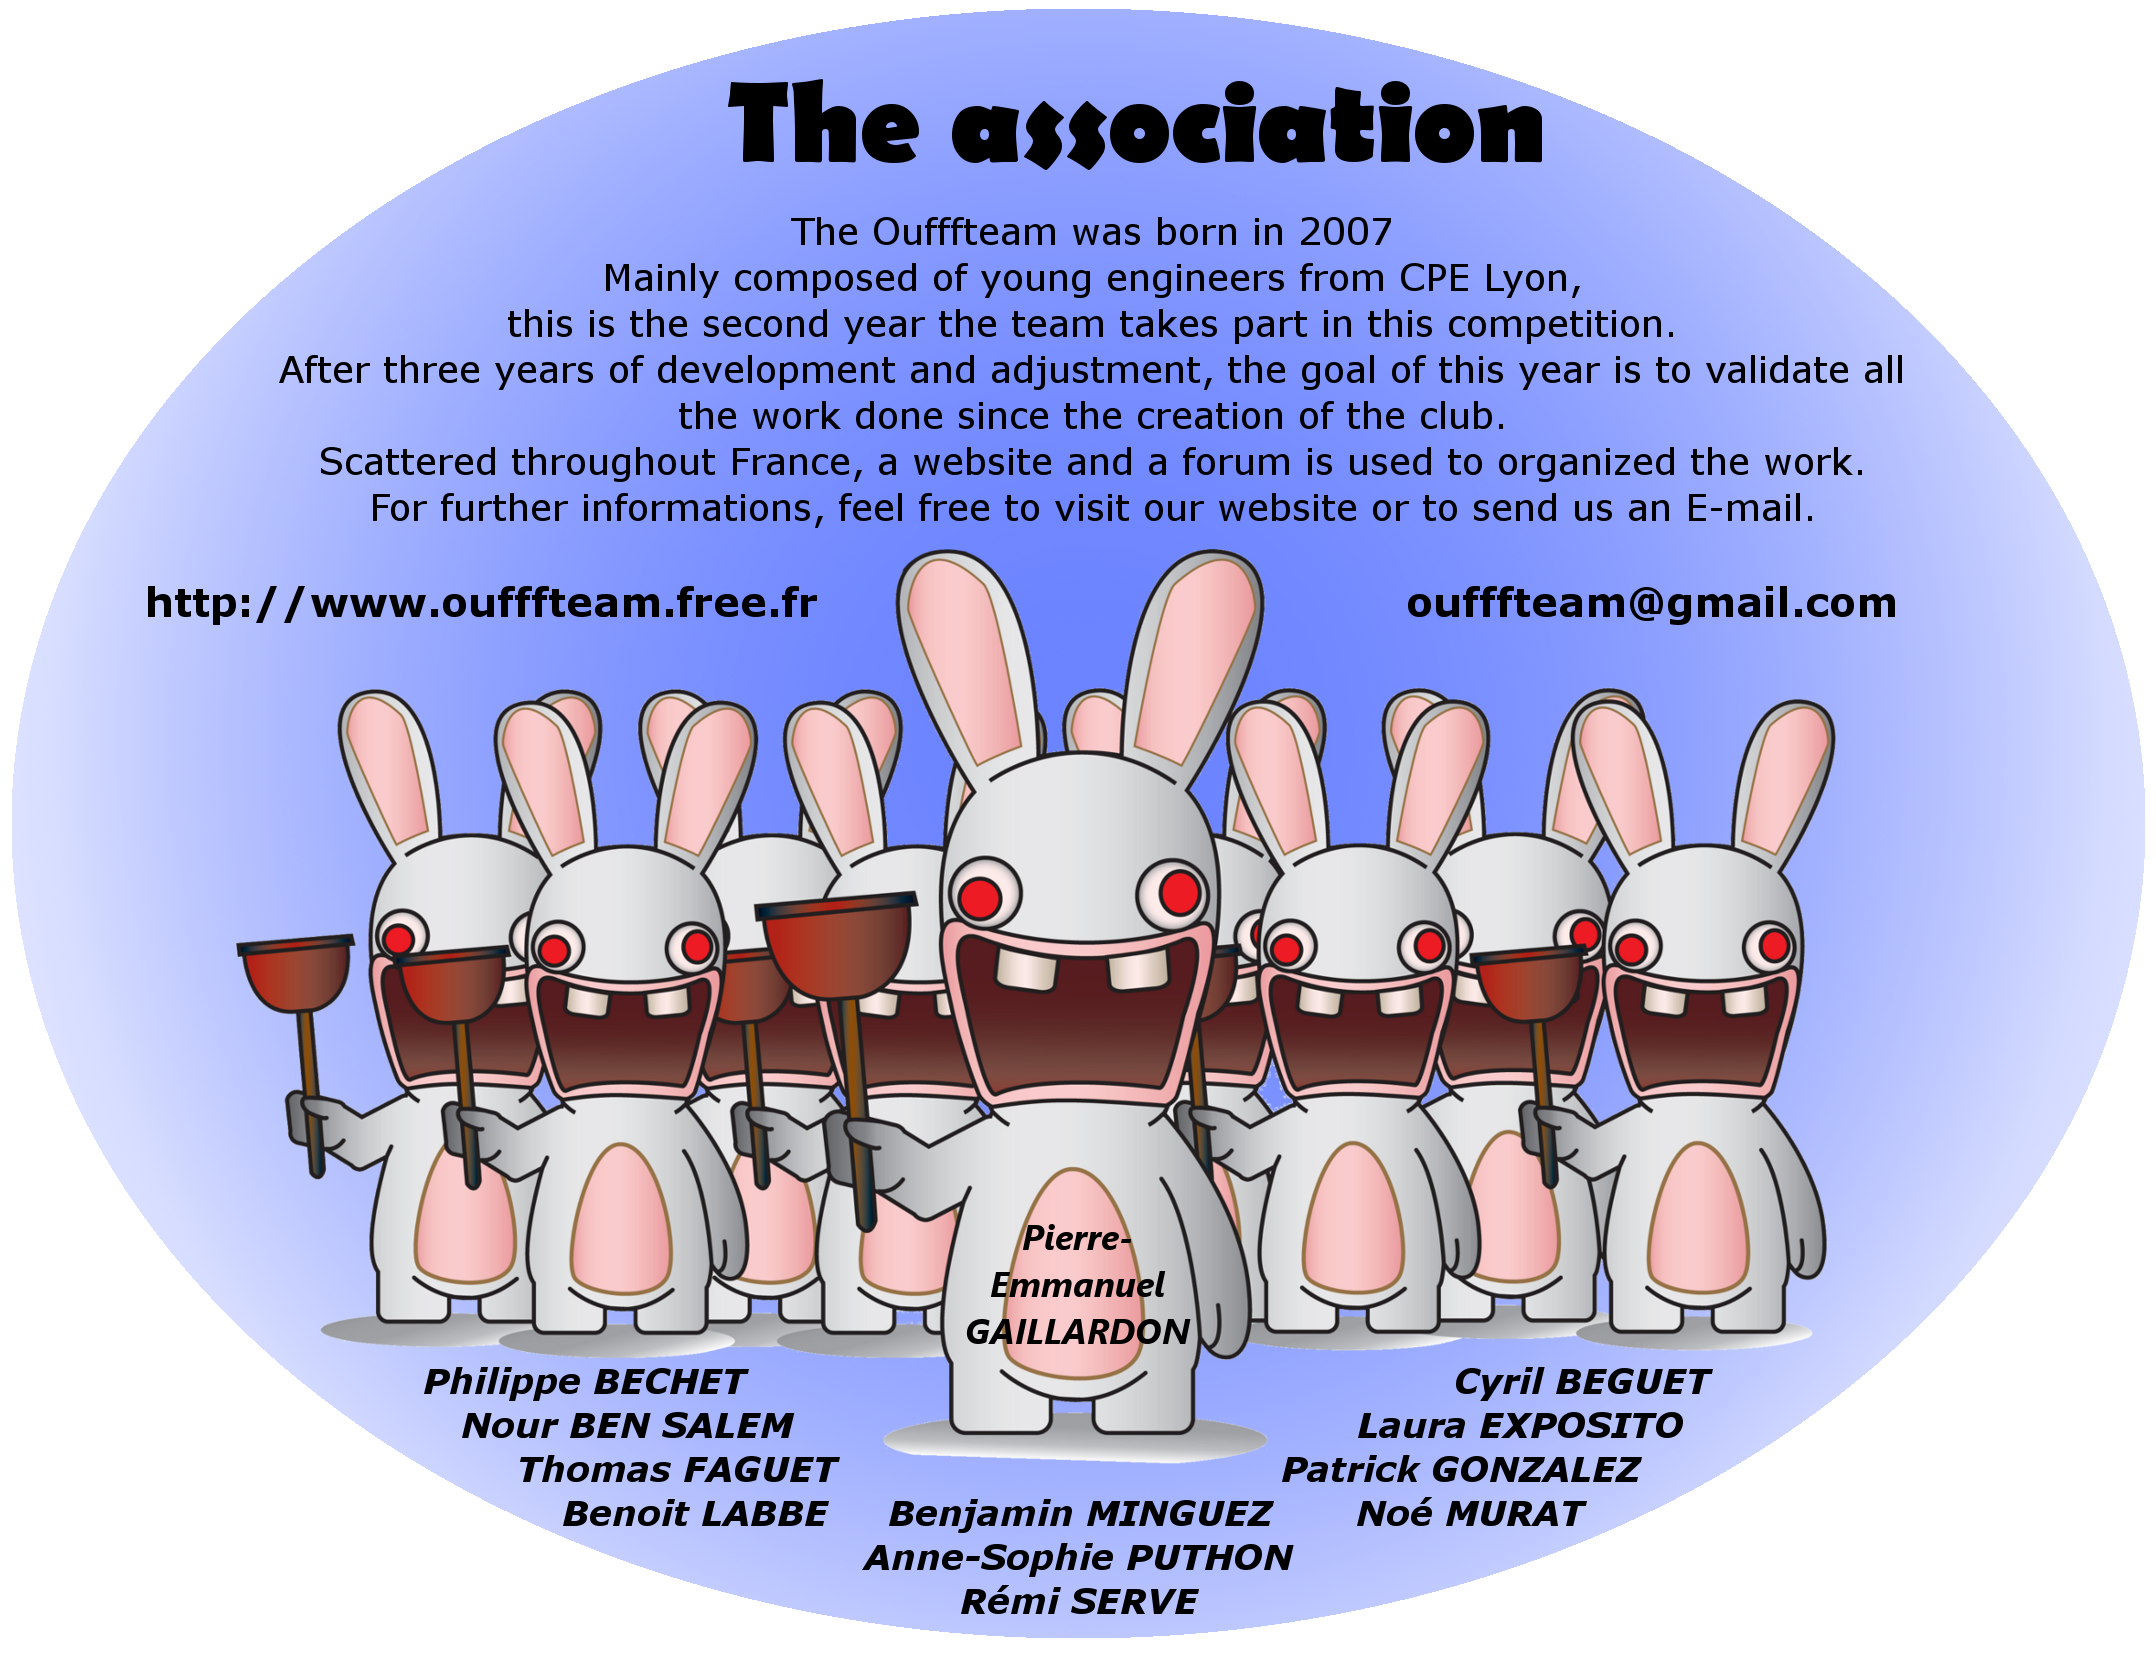 The association
The Oufffteam was born in 2007
Mainly composed of young engineers from CPE Lyon,
this is the second year the team takes part in this competition.
After three years of development and adjustment, the goal of this year is to validate all
the work done since the creation of the club.
Scattered throughout France, a website and a forum is used to organized the work.
For further informations, feel free to visit our website or to send us an E-mail.
http://www.oufffteam.free.fr
oufffteam@gmail.com
Pierre-
Emmanuel
GAILLARDON
Philippe BECHET
Nour BEN SALEM
Thomas FAGUET
Benoit LABBE
Benjamin MINGUEZ
Anne-Sophie PUTHON
Rémi SERVE
Cyril BEGUET
Laura EXPOSITO
Patrick GONZALEZ
Noé MURAT